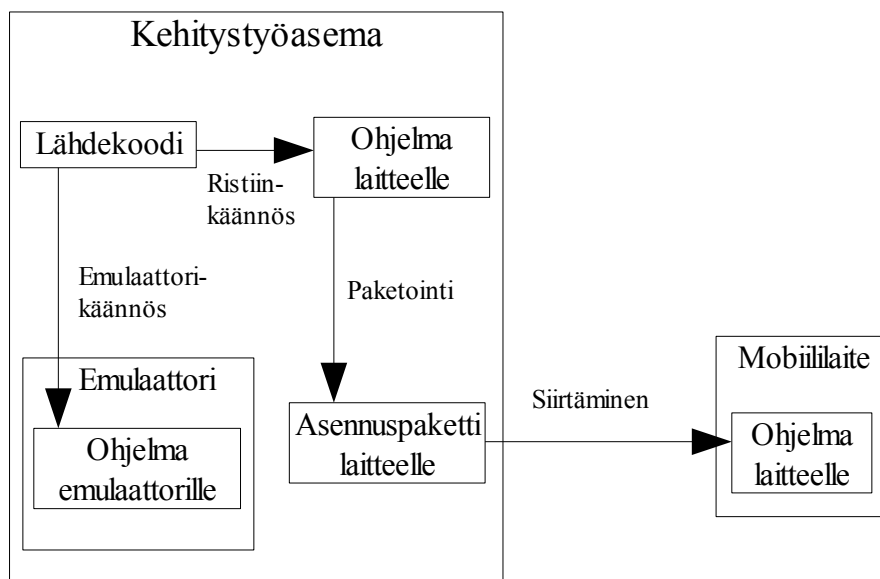 Kehitystyöasema
Lähdekoodi
Ohjelma
laitteelle
Ristiin-
käännös
Emulaattori-
käännös
Paketointi
Emulaattori
Ohjelma
emulaattorille
Asennuspaketti
laitteelle
Siirtäminen
Mobiililaite
Ohjelma
laitteelle